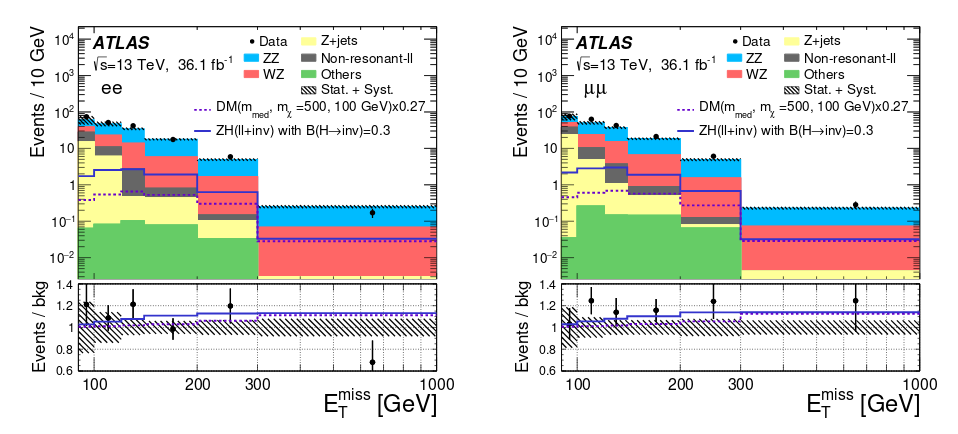 Events / 10 GeV
10⁴
10³
10²
10
1
10⁻¹
10⁻²
ATLAS
√s=13 TeV, 36.1 fb⁻¹
ee
Data
Z+jets
ZZ
Non-resonant-ll
WZ
Others
Stat. + Syst.
DM(m_med, m_χ =500, 100 GeV)x0.27
ZH(ll+inv) with B(H→inv)=0.3
Events / bkg
1.4
1.2
1
0.8
0.6
100
200
300
1000
E_T^miss [GeV]
Events / 10 GeV
10⁴
10³
10²
10
1
10⁻¹
10⁻²
ATLAS
√s=13 TeV, 36.1 fb⁻¹
μμ
Data
Z+jets
ZZ
Non-resonant-ll
WZ
Others
Stat. + Syst.
DM(m_med, m_χ =500, 100 GeV)x0.27
ZH(ll+inv) with B(H→inv)=0.3
Events / bkg
1.4
1.2
1
0.8
0.6
100
200
300
1000
E_T^miss [GeV]